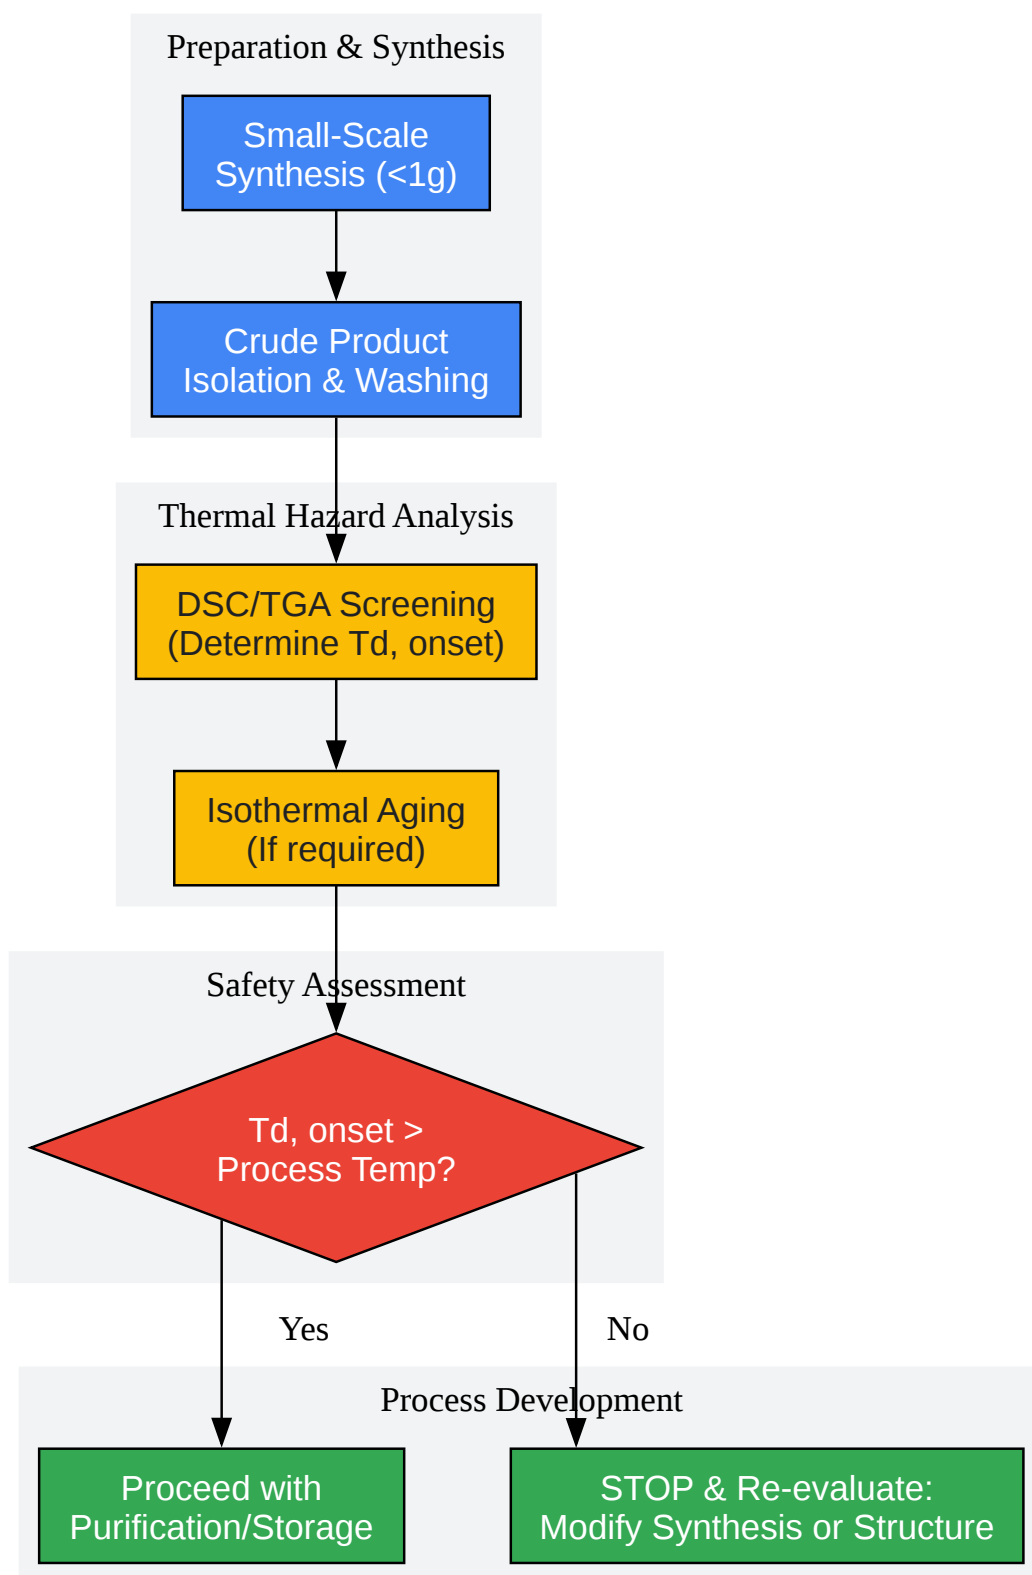 Preparation & Synthesis
Small-Scale
Synthesis (<1g)
Crude Product
Isolation & Washing
Thermal Hazard Analysis
DSC/TGA Screening
(Determine Td, onset)
Isothermal Aging
(If required)
Safety Assessment
Td, onset >
Process Temp?
Yes
No
Process Development
Proceed with
Purification/Storage
STOP & Re-evaluate:
Modify Synthesis or Structure